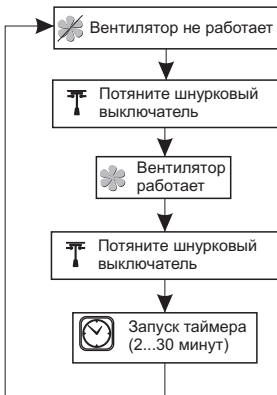 Вентилятор не работает
Потяните шнурковый
выключатель
Вентилятор
работает
Потяните шнурковый
выключатель
Запуск таймера
(2...30 минут)